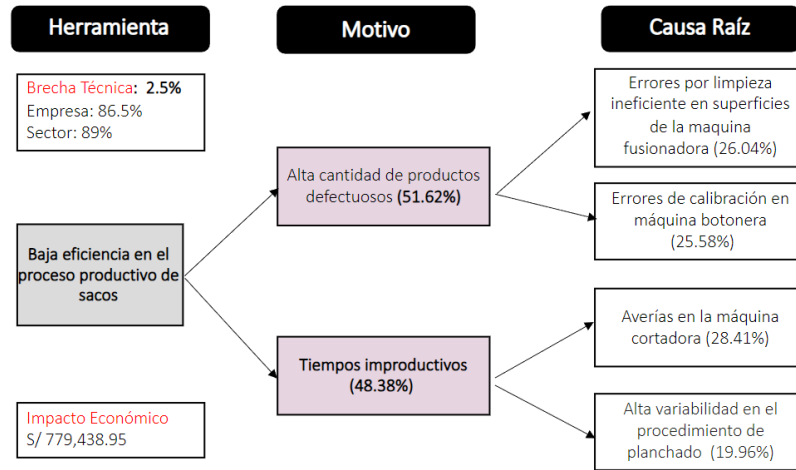 Herramienta
Motivo
Causa Raíz
Brecha Técnica: 2.5%
Empresa: 86.5%
Sector: 89%
Baja eficiencia en el
proceso productivo de
sacos
Impacto Económico
S/ 779,438.95
Alta cantidad de productos
defectuosos (51.62%)
Tiempos improductivos
(48.38%)
Errores por limpieza
ineficiente en superficies
de la maquina
fusionadora (26.04%)
Errores de calibración en
máquina botonera
(25.58%)
Averías en la máquina
cortadora (28.41%)
Alta variabilidad en el
procedimiento de
planchado (19.96%)